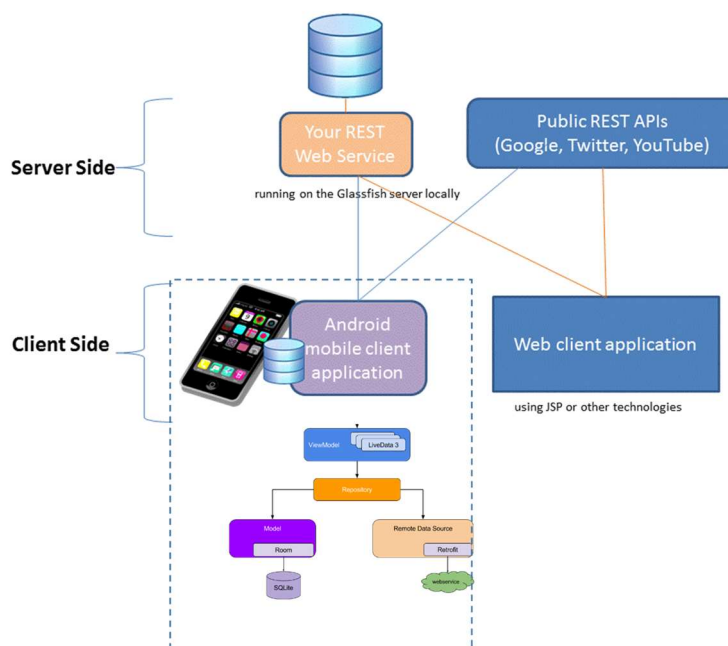 Your REST
Web Service
Public REST APIs
(Google, Twitter, YouTube)
Server Side
running on the Glassfish server locally
Client Side
Android
mobile client
application
Web client application
using JSP or other technologies
ViewModel
LiveData 3
Repository
Model
Room
Remote Data Source
Retrofit
SQLite
webservice